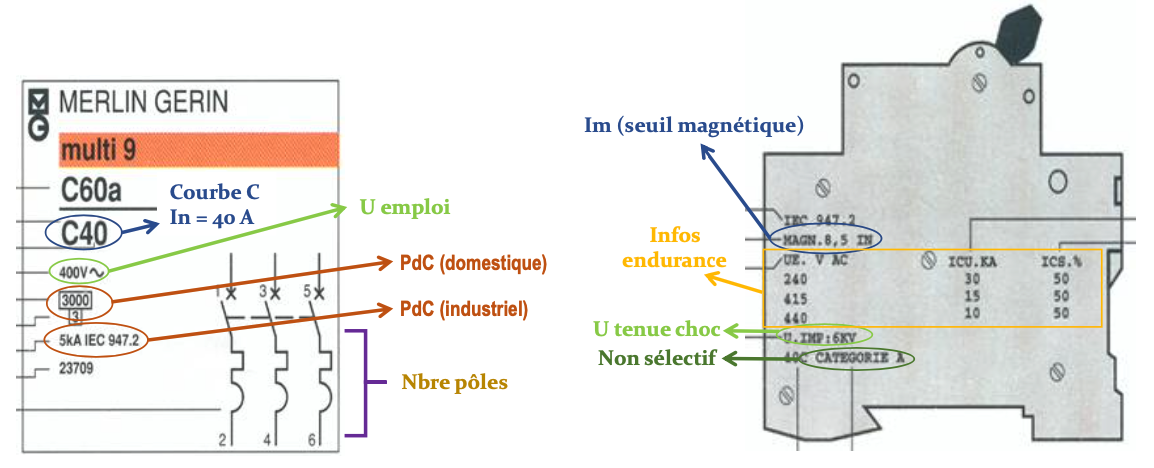 MERLIN GERIN
multi 9
C60a
C40
400V~
3000
3
5kA IEC 947.2
23709
1 3 5
2 4 6
Courbe C
In = 40 A
U emploi
PdC (domestique)
PdC (industriel)
Nbre pôles
Im (seuil magnétique)
Infos
endurance
U tenue choc
Non sélectif
IEC 947.2
MAGN.8,5 IN
UE. V AC ICU.KA ICS.%
240 30 50
415 15 50
440 10 50
U.IMP:6KV
40C CATEGORIE A